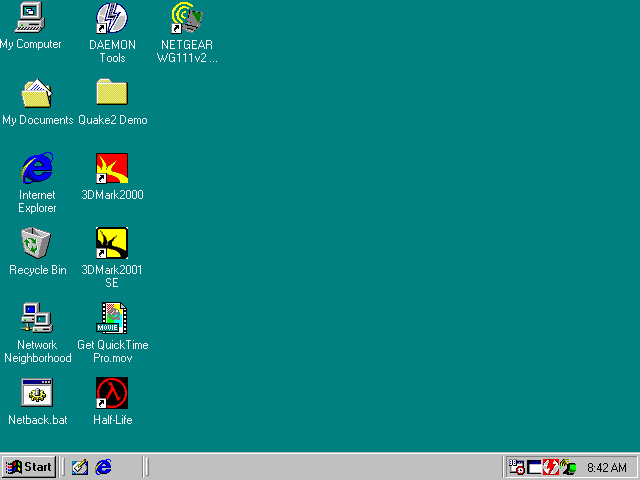 My Computer
DAEMON
Tools
NETGEAR
WG111v2 ...
My Documents
Quake2 Demo
Internet
Explorer
3DMark2000
Recycle Bin
3DMark2001
SE
Network
Neighborhood
MOVIE
Get QuickTime
Pro.mov
Netback.bat
Half-Life
Start
8:42 AM